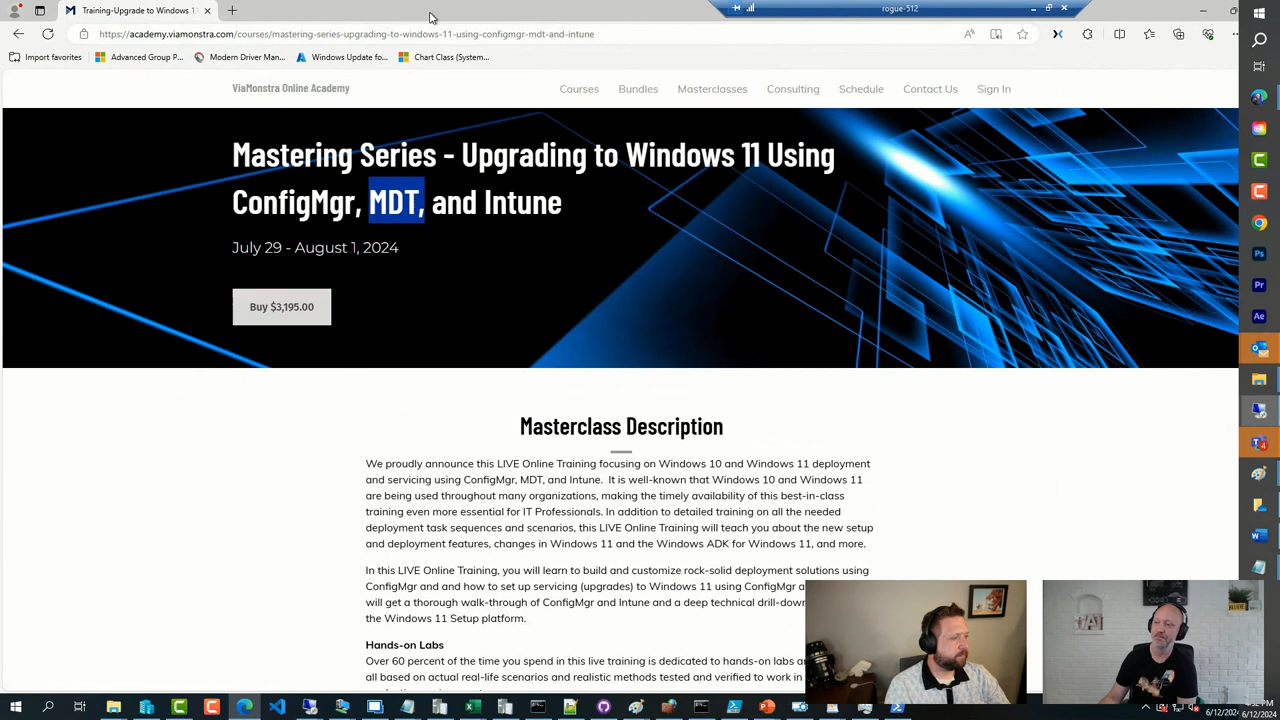 Training-Upgrade to Windows 11
rogue-512
https://academy.viamonstra.com/courses/mastering-series-upgrading-to-windows-11-using-configmgr-mdt-and-intune
Import favorites
Advanced Group P...
Modern Driver Man...
Windows Update fo...
Chart Class (System...
ViaMonstra Online Academy
Courses
Bundles
Masterclasses
Consulting
Schedule
Contact Us
Sign In
Mastering Series - Upgrading to Windows 11 Using
ConfigMgr, MDT, and Intune
July 29 - August 1, 2024
Buy $3,195.00
Masterclass Description
We proudly announce this LIVE Online Training focusing on Windows 10 and Windows 11 deployment
and servicing using ConfigMgr, MDT, and Intune. It is well-known that Windows 10 and Windows 11
are being used throughout many organizations, making the timely availability of this best-in-class
training even more essential for IT Professionals. In addition to detailed training on all the needed
deployment task sequences and scenarios, this LIVE Online Training will teach you about the new setup
and deployment features, changes in Windows 11 and the Windows ADK for Windows 11, and more.
In this LIVE Online Training, you will learn to build and customize rock-solid deployment solutions using
ConfigMgr and and how to set up servicing (upgrades) to Windows 11 using ConfigMgr a
will get a thorough walk-through of ConfigMgr and Intune and a deep technical drill-dow
the Windows 11 Setup platform.
Hands-on Labs
Over 60 percent of the time you spend in this live training is dedicated to hands-on labs a
all based on actual real-life scenarios and realistic methods tested and verified to work in
Ps
Pr
Ae
4
BELIEVE
6/12/2024
6/12/2024